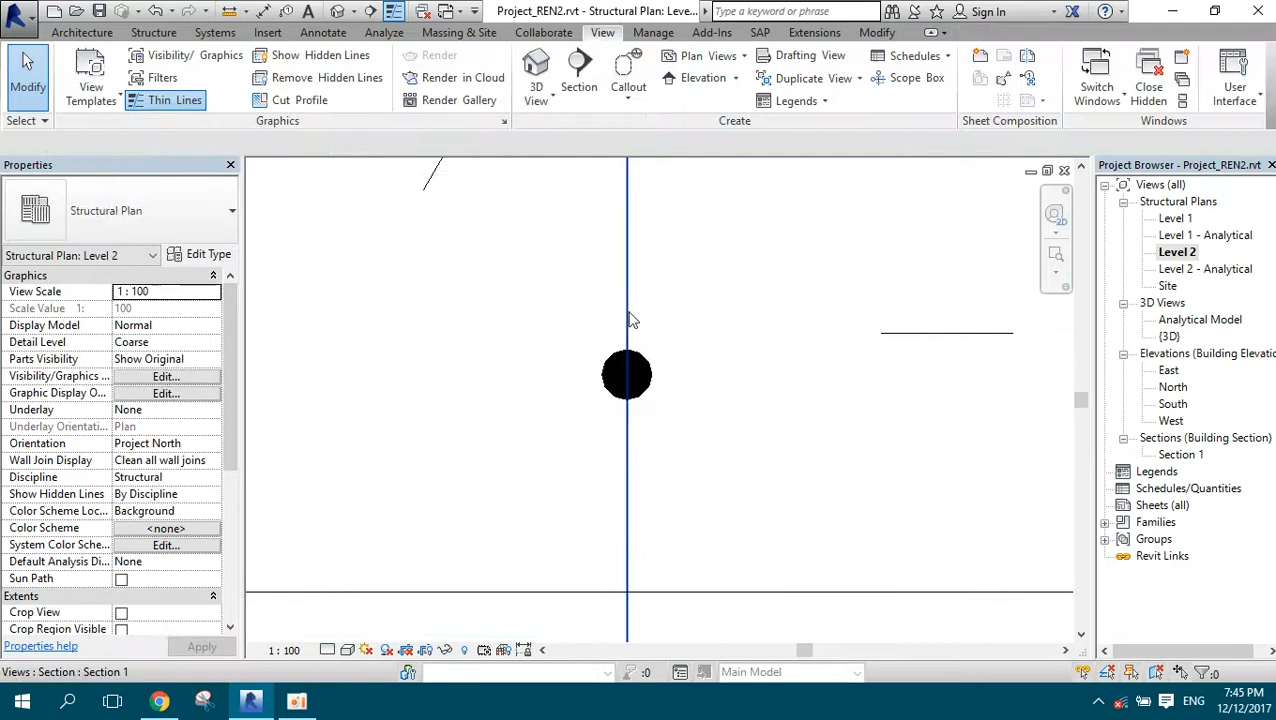 Project_REN2.rvt - Structural Plan: Leve...
Type a keyword or phrase
Sign In
Architecture Structure Systems Insert Annotate Analyze Massing & Site Collaborate View Manage Add-Ins SAP Extensions Modify
Modify
Select
View
Templates
Visibility/ Graphics
Filters
Thin Lines
Show Hidden Lines
Remove Hidden Lines
Cut Profile
Graphics
Render
Render in Cloud
Render Gallery
3D
View
Section
Callout
Plan Views
Elevation
Drafting View
Duplicate View
Legends
Schedules
Scope Box
Create
Sheet Composition
Switch
Windows
Close
Hidden
User
Interface
Windows
Properties
Structural Plan
Structural Plan: Level 2
Edit Type
Graphics
View Scale 1 : 100
Scale Value 1: 100
Display Model Normal
Detail Level Coarse
Parts Visibility Show Original
Visibility/Graphics ... Edit...
Graphic Display O... Edit...
Underlay None
Underlay Orientati... Plan
Orientation Project North
Wall Join Display Clean all wall joins
Discipline Structural
Show Hidden Lines By Discipline
Color Scheme Loc... Background
Color Scheme <none>
System Color Sche... Edit...
Default Analysis Di... None
Sun Path
Extents
Crop View
Crop Region Visible
Properties help
Apply
2D
Project Browser - Project_REN2.rvt
Views (all)
Structural Plans
Level 1
Level 1 - Analytical
Level 2
Level 2 - Analytical
Site
3D Views
Analytical Model
{3D}
Elevations (Building Elevatio
East
North
South
West
Sections (Building Section)
Section 1
Legends
Schedules/Quantities
Sheets (all)
Families
Groups
Revit Links
1 : 100
Views : Section : Section 1
:0
Main Model
:0
ENG
7:45 PM
12/12/2017